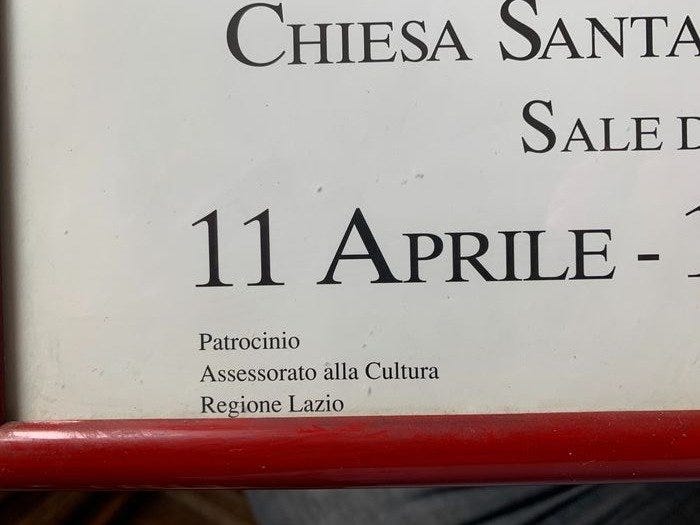 CHIESA SANTA
SALE D
11 APRILE -
Patrocinio
Assessorato alla Cultura
Regione Lazio